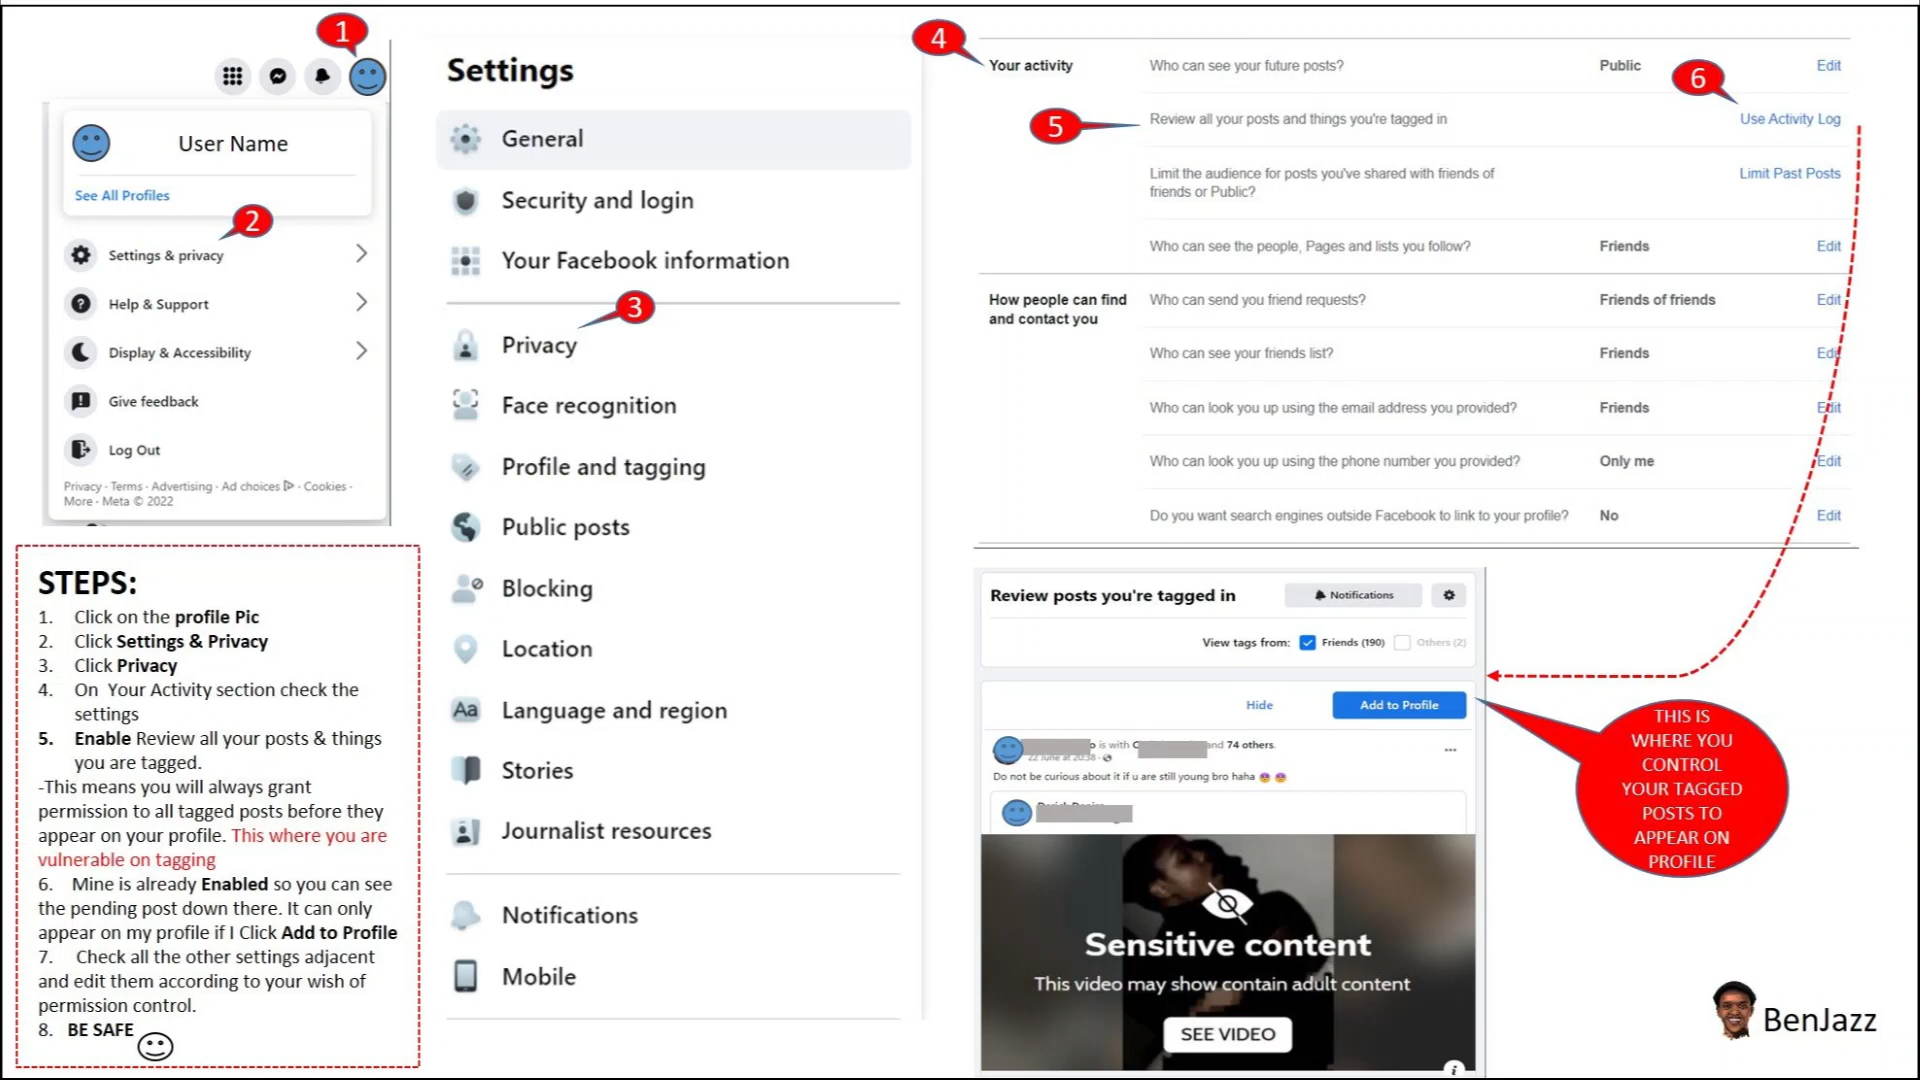 1
User Name
See All Profiles
2
Settings & privacy
Help & Support
Display & Accessibility
Give feedback
Log Out
Privacy · Terms · Advertising · Ad choices · Cookies ·
More · Meta © 2022
STEPS:
1. Click on the profile Pic
2. Click Settings & Privacy
3. Click Privacy
4. On Your Activity section check the
settings
5. Enable Review all your posts & things
you are tagged.
-This means you will always grant
permission to all tagged posts before they
appear on your profile. This where you are
vulnerable on tagging
6. Mine is already Enabled so you can see
the pending post down there. It can only
appear on my profile if I Click Add to Profile
7. Check all the other settings adjacent
and edit them according to your wish of
permission control.
8. BE SAFE
Settings
General
Security and login
Your Facebook information
3
Privacy
Face recognition
Profile and tagging
Public posts
Blocking
Location
Aa Language and region
Stories
Journalist resources
Notifications
Mobile
4
Your activity Who can see your future posts? Public Edit
6
5
Review all your posts and things you're tagged in Use Activity Log
Limit the audience for posts you've shared with friends of Limit Past Posts
friends or Public?
Who can see the people, Pages and lists you follow? Friends Edit
How people can find Who can send you friend requests? Friends of friends Edit
and contact you
Who can see your friends list? Friends Edit
Who can look you up using the email address you provided? Friends Edit
Who can look you up using the phone number you provided? Only me Edit
Do you want search engines outside Facebook to link to your profile? No Edit
Review posts you're tagged in Notifications
View tags from: Friends (190) Others (2)
Hide Add to Profile
o is with C and 74 others.
22 June at 20:38 ·
Do not be curious about it if u are still young bro haha
Sensitive content
This video may show contain adult content
SEE VIDEO
i
THIS IS
WHERE YOU
CONTROL
YOUR TAGGED
POSTS TO
APPEAR ON
PROFILE
BenJazz